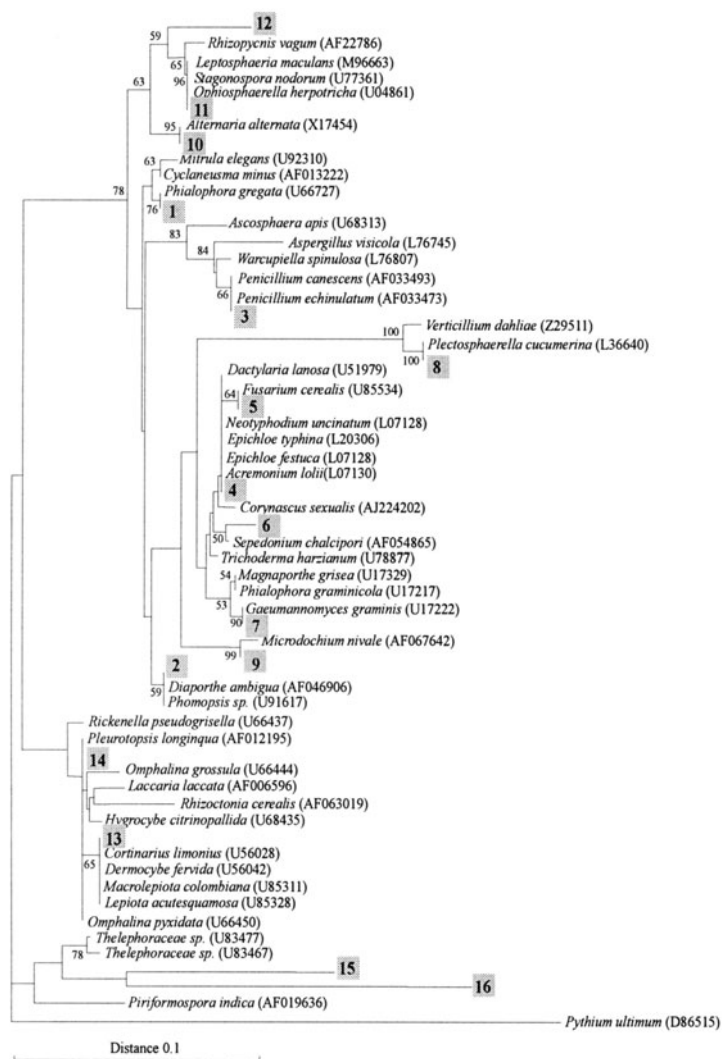 12
59
Rhizopycnis vagum (AF22786)
65
Leptosphaeria maculans (M96663)
96
Stagonospora nodorum (U77361)
63
Ophiosphaerella herpotricha (U04861)
11
95
Alternaria alternata (X17454)
10
63
Mitrula elegans (U92310)
Cyclaneusma minus (AF013222)
78
Phialophora gregata (U66727)
76
1
83
Ascosphaera apis (U68313)
84
Aspergillus visicola (L76745)
Warcupiella spinulosa (L76807)
Penicillium canescens (AF033493)
66
Penicillium echinulatum (AF033473)
3
100
Verticillium dahliae (Z29511)
Plectosphaerella cucumerina (L36640)
100
8
Dactylaria lanosa (U51979)
64
Fusarium cerealis (U85534)
5
Neotyphodium uncinatum (L07128)
Epichloe typhina (L20306)
Epichloe festuca (L07128)
Acremonium lolii(L07130)
4
Corynascus sexualis (AJ224202)
6
50
Sepedonium chalcipori (AF054865)
Trichoderma harzianum (U78877)
54
Magnaporthe grisea (U17329)
Phialophora graminicola (U17217)
53
Gaeumannomyces graminis (U17222)
90
7
Microdochium nivale (AF067642)
99
9
2
59
Diaporthe ambigua (AF046906)
Phomopsis sp. (U91617)
Rickenella pseudogrisella (U66437)
Pleurotopsis longinqua (AF012195)
14
Omphalina grossula (U66444)
Laccaria laccata (AF006596)
Rhizoctonia cerealis (AF063019)
Hygrocybe citrinopallida (U68435)
13
65
Cortinarius limonius (U56028)
Dermocybe fervida (U56042)
Macrolepiota colombiana (U85311)
Lepiota acutesquamosa (U85328)
Omphalina pyxidata (U66450)
Thelephoraceae sp. (U83477)
78
Thelephoraceae sp. (U83467)
15
16
Piriformospora indica (AF019636)
Pythium ultimum (D86515)
Distance 0.1